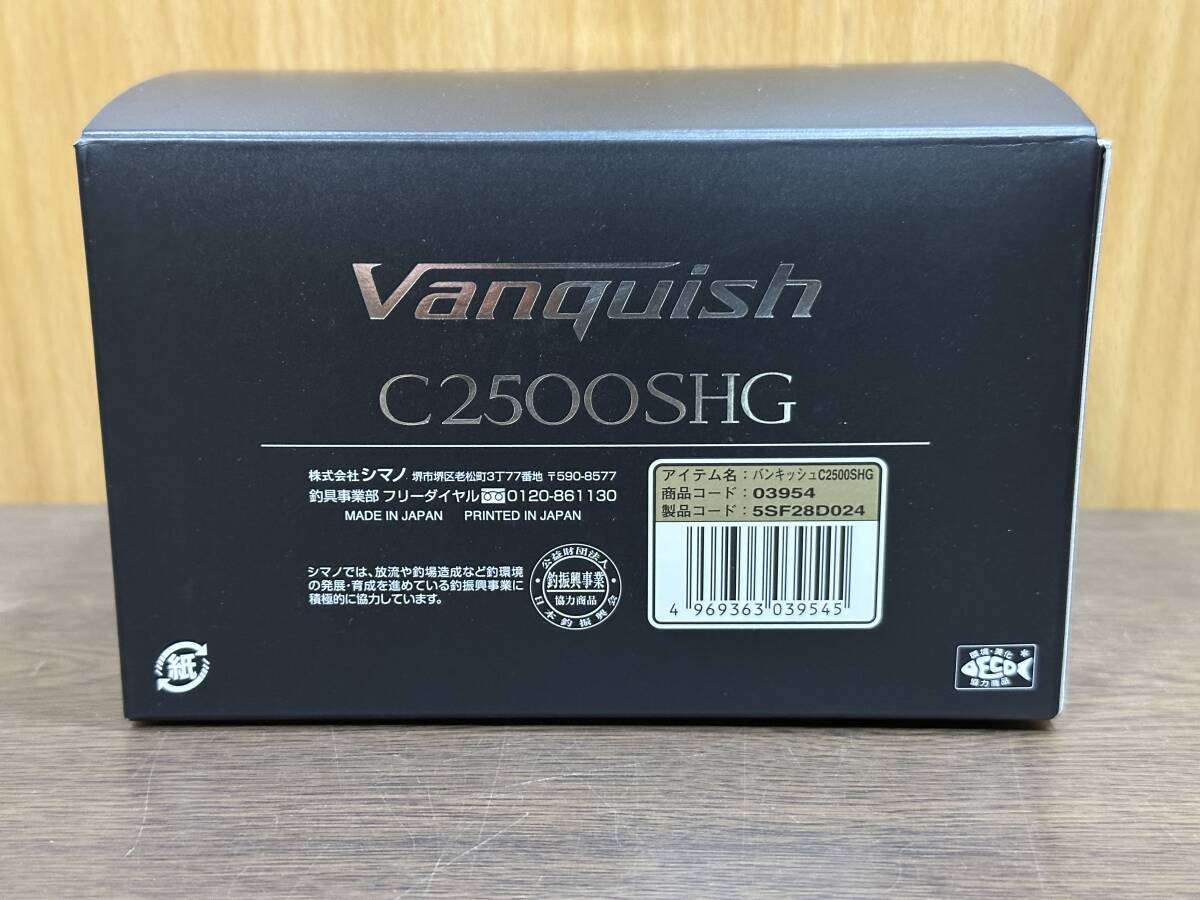 Vanquish
C2500SHG
株式会社シマノ 堺市堺区老松町3丁77番地 〒590-8577
釣具事業部 フリーダイヤル 0120-861130
MADE IN JAPAN PRINTED IN JAPAN
シマノでは、放流や釣場造成など釣環境
の発展・育成を進めている釣振興事業に
積極的に協力しています。
公益財団法人
釣振興事業
協力商品
日本釣振興会
アイテム名:バンキッシュC2500SHG
商品コード:03954
製品コード:5SF28D024
4 969363 039545
紙
環境・美化
DECO
協力商品